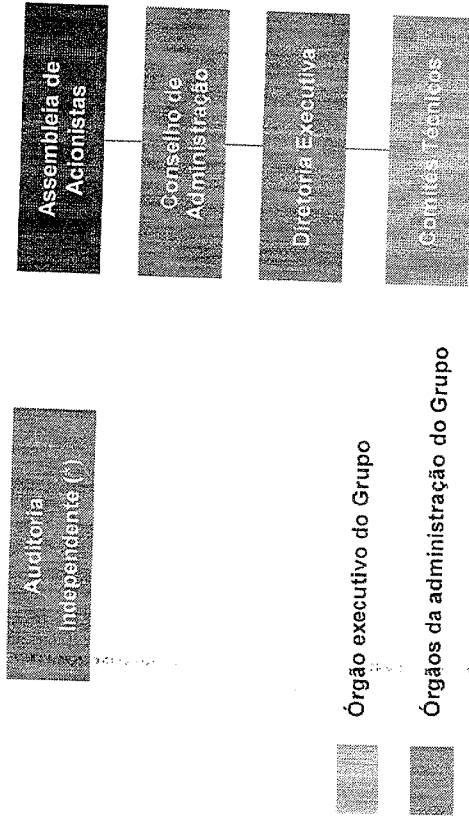 Assembleia de
Acionistas
Conselho de
Administração
Diretoria Executiva
Comitês Técnicos
Auditoria
Independente (*)
Órgão executivo do Grupo
Órgãos da administração do Grupo